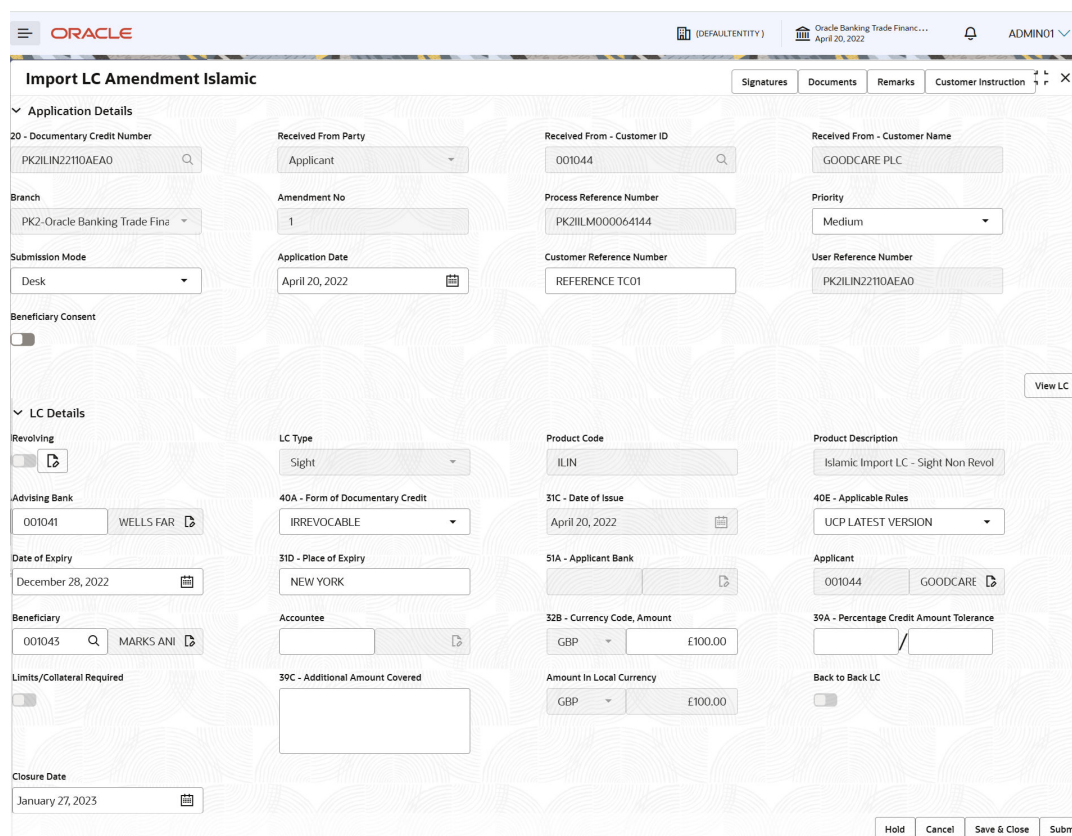 ORACLE
(DEFAULTENTITY )
Oracle Banking Trade Financ...
April 20, 2022
ADMIN01
Import LC Amendment Islamic
Signatures
Documents
Remarks
Customer Instruction
Application Details
20 - Documentary Credit Number
Received From Party
Received From - Customer ID
Received From - Customer Name
PK2ILIN22110AEA0
Applicant
001044
GOODCARE PLC
Branch
Amendment No
Process Reference Number
Priority
PK2-Oracle Banking Trade Fina
1
PK2IILM000064144
Medium
Submission Mode
Application Date
Customer Reference Number
User Reference Number
Desk
April 20, 2022
REFERENCE TC01
PK2ILIN22110AEA0
Beneficiary Consent
View LC
LC Details
Revolving
LC Type
Product Code
Product Description
Sight
ILIN
Islamic Import LC - Sight Non Revol
Advising Bank
40A - Form of Documentary Credit
31C - Date of Issue
40E - Applicable Rules
001041
WELLS FAR
IRREVOCABLE
April 20, 2022
UCP LATEST VERSION
Date of Expiry
31D - Place of Expiry
51A - Applicant Bank
Applicant
December 28, 2022
NEW YORK
001044
GOODCARE
Beneficiary
Accountee
32B - Currency Code, Amount
39A - Percentage Credit Amount Tolerance
001043
MARKS ANI
GBP
£100.00
/
Limits/Collateral Required
39C - Additional Amount Covered
Amount In Local Currency
Back to Back LC
GBP
£100.00
Closure Date
January 27, 2023
Hold
Cancel
Save & Close
Subm